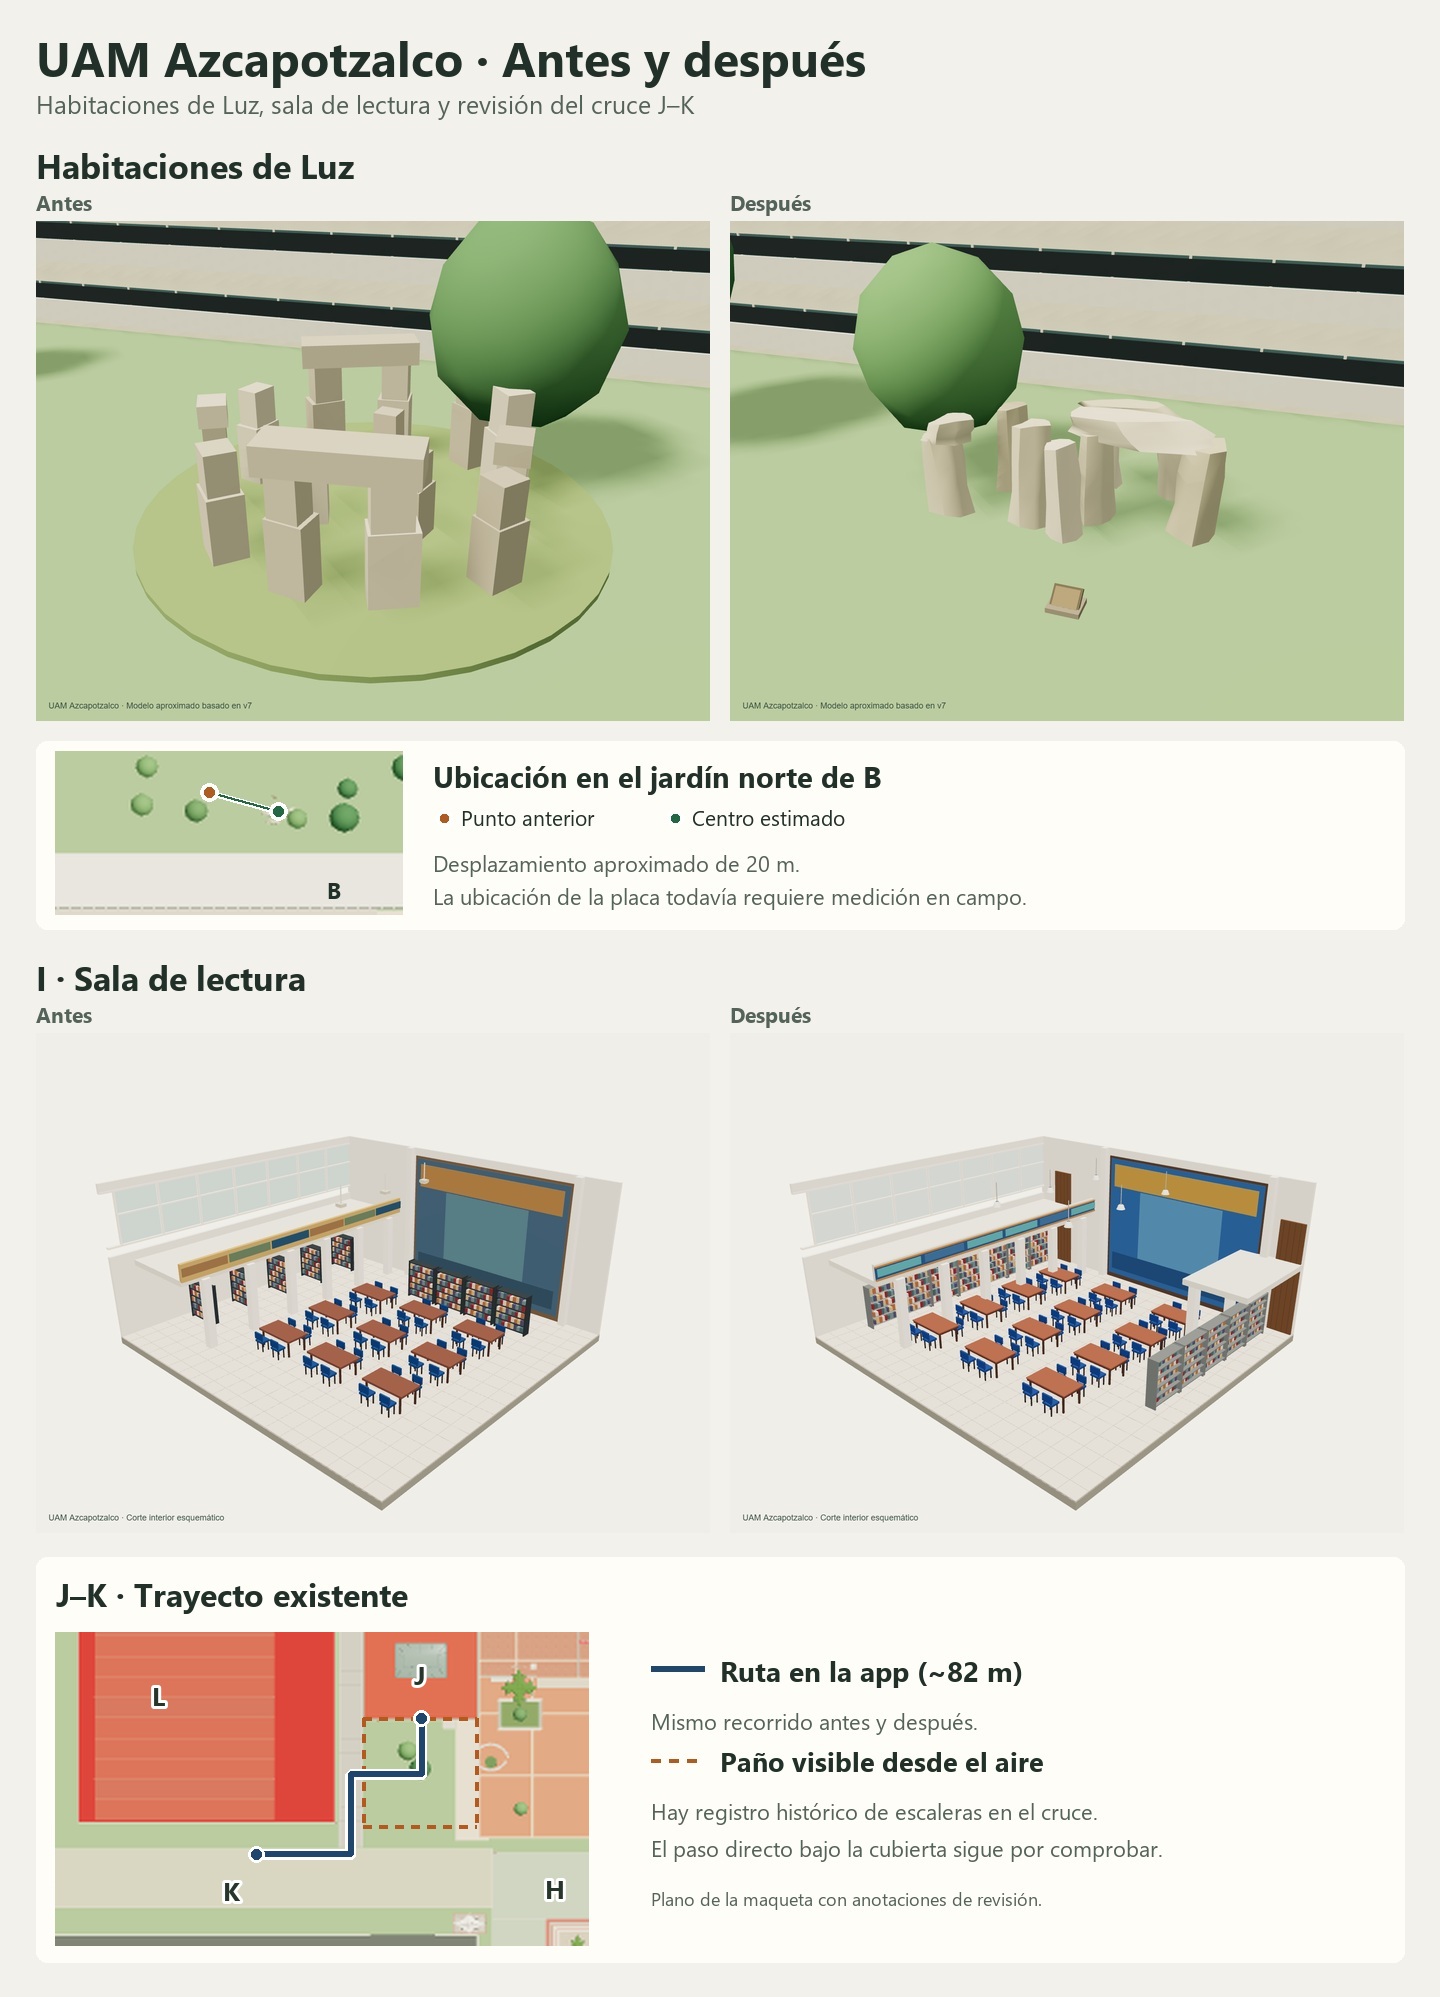 UAM Azcapotzalco · Antes y después
Habitaciones de Luz, sala de lectura y revisión del cruce J–K
Habitaciones de Luz
Antes
Después
UAM Azcapotzalco · Modelo aproximado basado en v7
UAM Azcapotzalco · Modelo aproximado basado en v7
B
Ubicación en el jardín norte de B
Punto anterior
Centro estimado
Desplazamiento aproximado de 20 m.
La ubicación de la placa todavía requiere medición en campo.
I · Sala de lectura
Antes
Después
UAM Azcapotzalco · Corte interior esquemático
UAM Azcapotzalco · Corte interior esquemático
J–K · Trayecto existente
J
L
K
H
Ruta en la app (~82 m)
Mismo recorrido antes y después.
Paño visible desde el aire
Hay registro histórico de escaleras en el cruce.
El paso directo bajo la cubierta sigue por comprobar.
Plano de la maqueta con anotaciones de revisión.